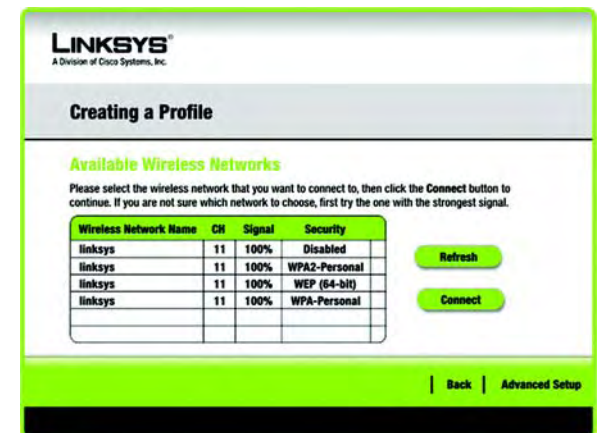 LINKSYS®
A Division of Cisco Systems, Inc.
Creating a Profile
Available Wireless Networks
Please select the wireless network that you want to connect to, then click the Connect button to
continue. If you are not sure which network to choose, first try the one with the strongest signal.
Wireless Network Name CH Signal Security
linksys 11 100% Disabled
linksys 11 100% WPA2-Personal
linksys 11 100% WEP (64-bit)
linksys 11 100% WPA-Personal
Refresh
Connect
Back Advanced Setup